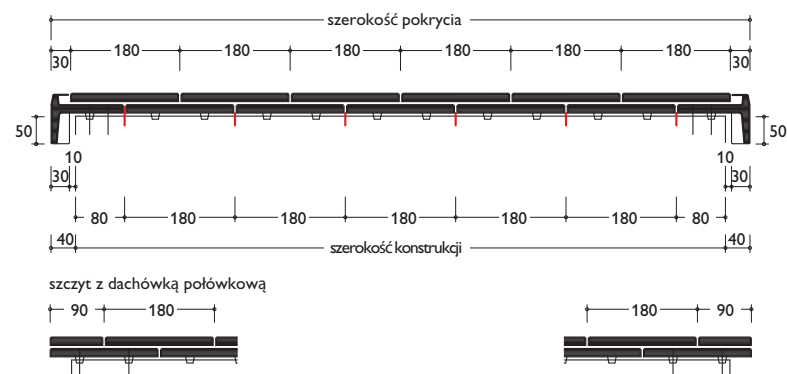 szerokość pokrycia
30 180 180 180 180 180 180 30
50 50
10 10
30 30
80 180 180 180 180 180 80
40 szerokość konstrukcji 40
szczyt z dachówką połówkową
90 180 180 90